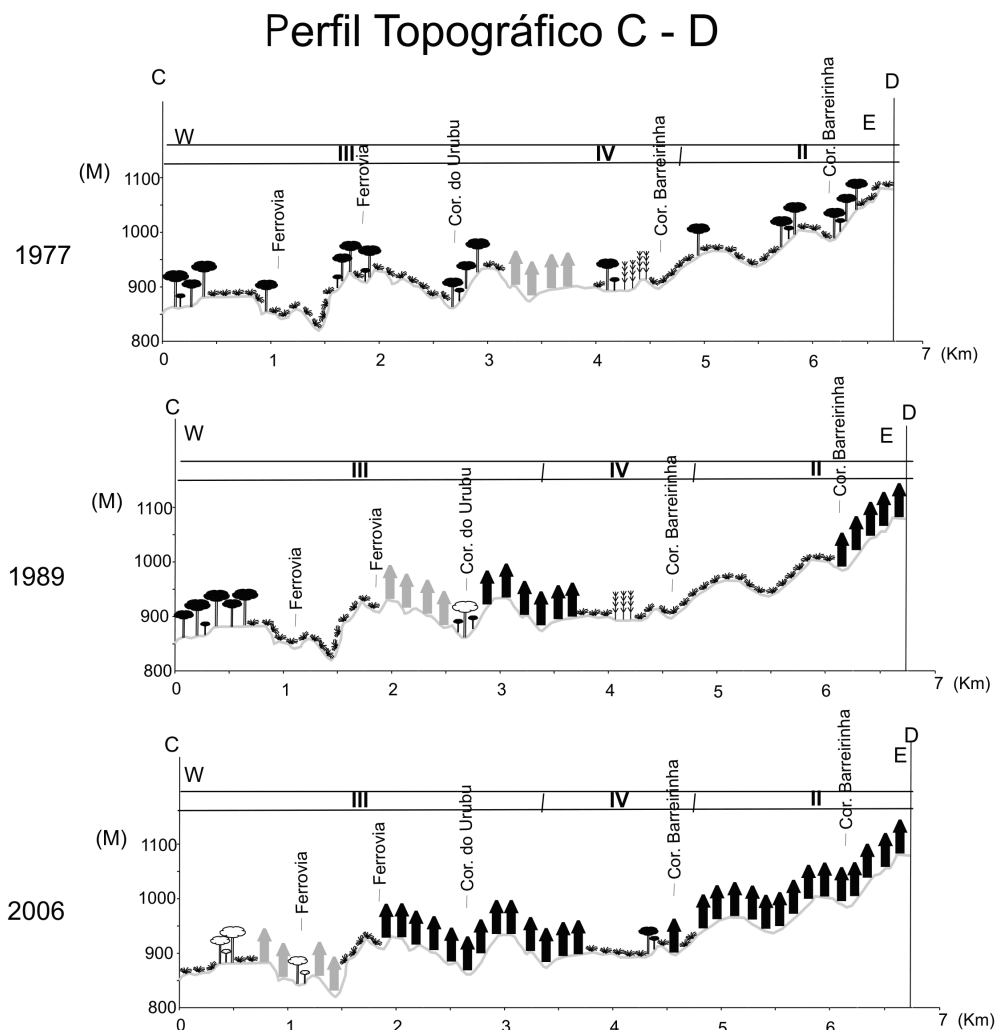 Perfil Topográfico C - D
C
D
W
E
III
IV
II
Ferrovia
Ferrovia
Cor. do Urubu
Cor. Barreirinha
Cor. Barreirinha
(M)
1100
1000
900
800
1977
0 1 2 3 4 5 6 7 (Km)
C
D
W
E
III
IV
II
Ferrovia
Ferrovia
Cor. do Urubu
Cor. Barreirinha
Cor. Barreirinha
(M)
1100
1000
900
800
1989
0 1 2 3 4 5 6 7 (Km)
C
D
W
E
III
IV
II
Ferrovia
Ferrovia
Cor. do Urubu
Cor. Barreirinha
Cor. Barreirinha
(M)
1100
1000
900
800
2006
0 1 2 3 4 5 6 7 (Km)